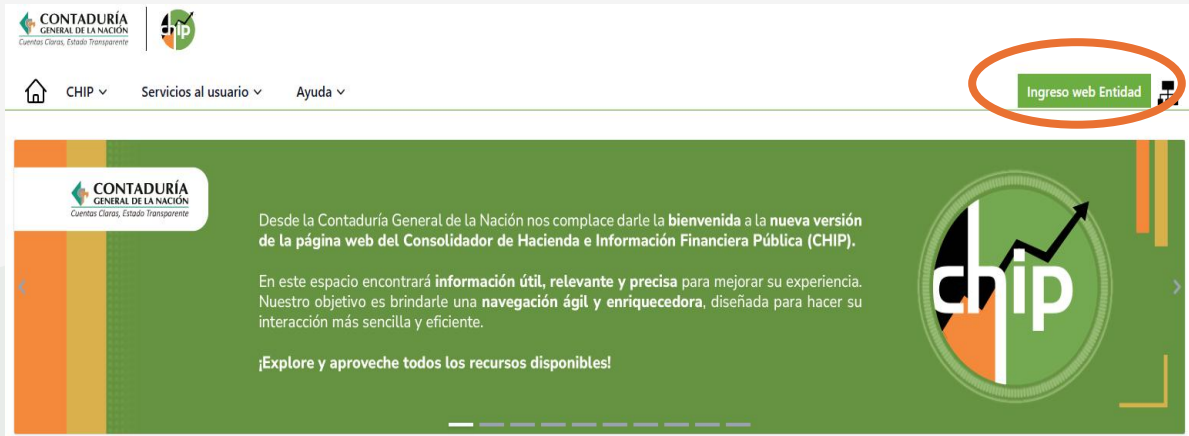 CONTADURÍA
GENERAL DE LA NACIÓN
Cuentas Claras, Estado Transparente
chip
CHIP
Servicios al usuario
Ayuda
Ingreso web Entidad
CONTADURÍA
GENERAL DE LA NACIÓN
Cuentas Claras, Estado Transparente
Desde la Contaduría General de la Nación nos complace darle la bienvenida a la nueva versión
de la página web del Consolidador de Hacienda e Información Financiera Pública (CHIP).
En este espacio encontrará información útil, relevante y precisa para mejorar su experiencia.
Nuestro objetivo es brindarle una navegación ágil y enriquecedora, diseñada para hacer su
interacción más sencilla y eficiente.
¡Explore y aproveche todos los recursos disponibles!
chip